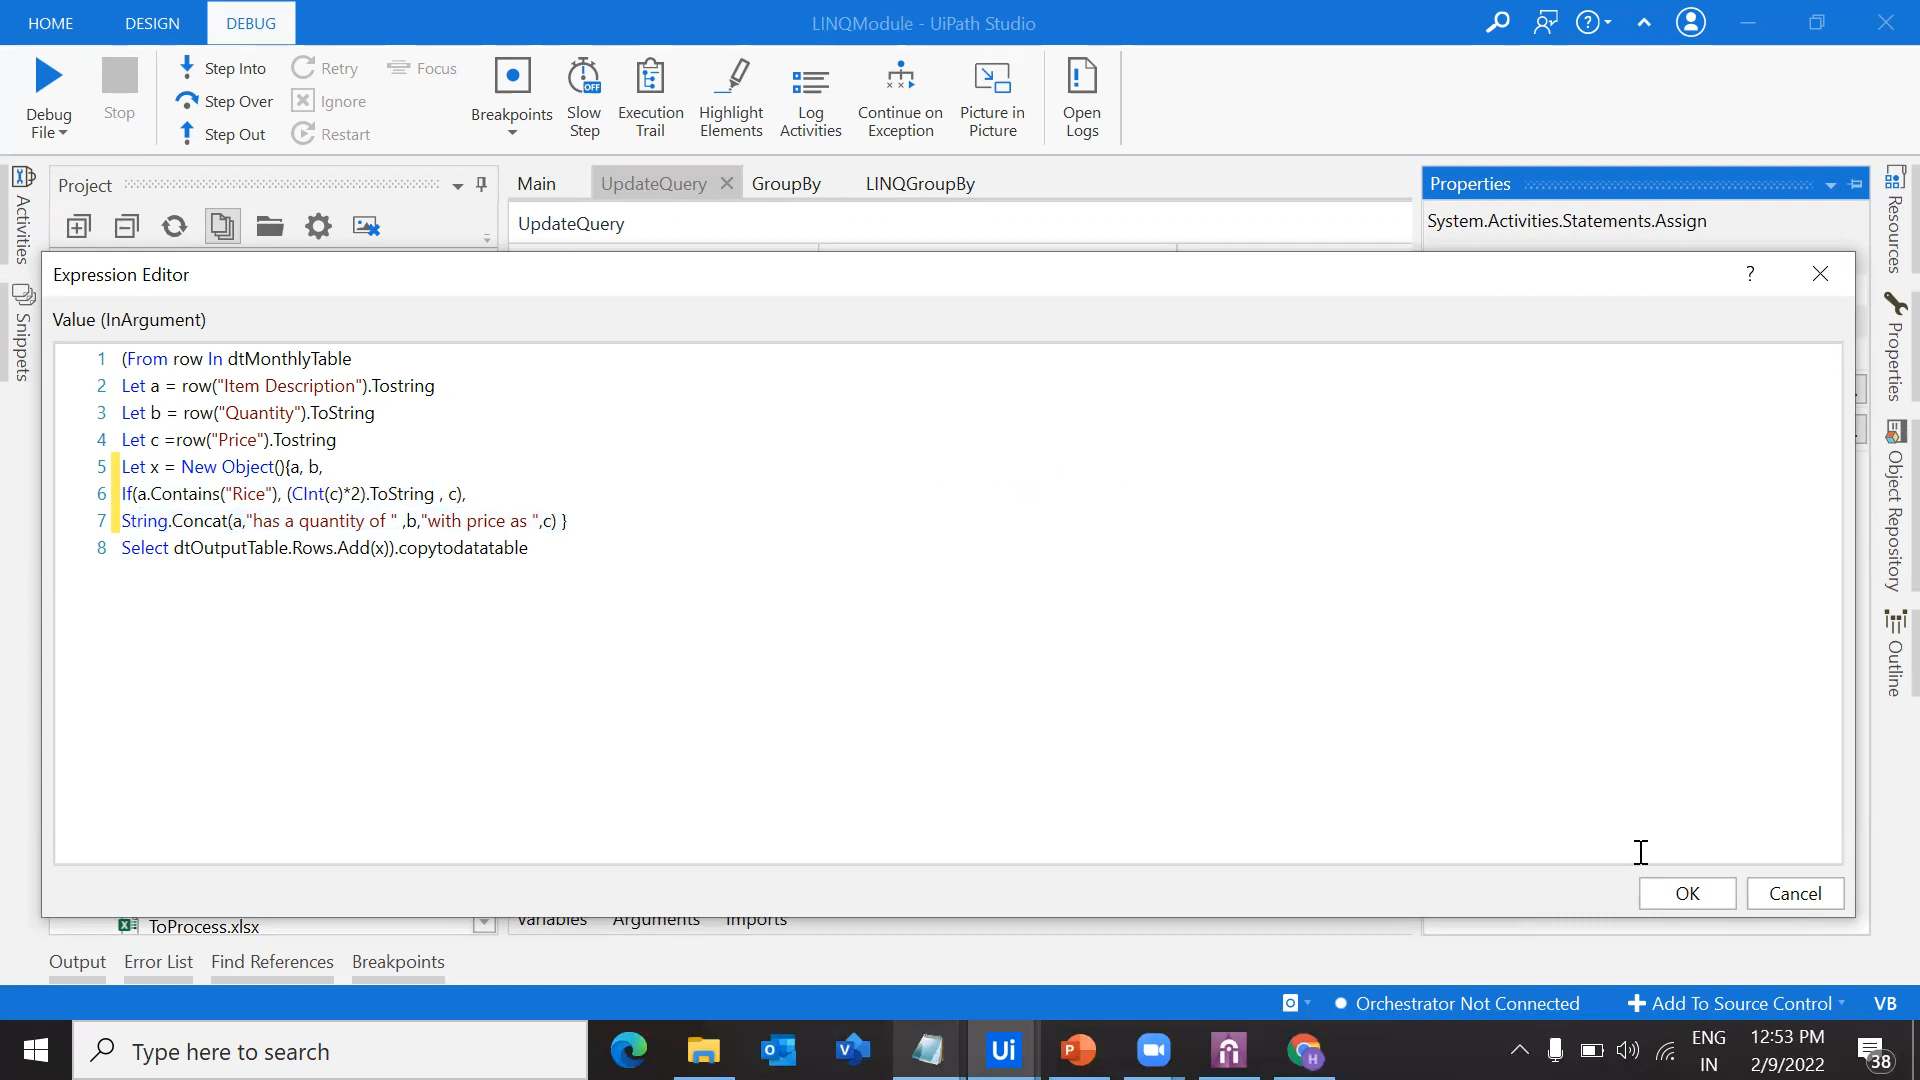 HOME DESIGN DEBUG LINQModule - UiPath Studio
Debug File Stop Step Into Step Over Step Out Retry Ignore Restart Focus Breakpoints Slow Step OFF Execution Trail Highlight Elements Log Activities Continue on Exception Picture in Picture Open Logs
Activities
Snippets
Project
Main UpdateQuery GroupBy LINQGroupBy
UpdateQuery
Properties
System.Activities.Statements.Assign
Resources
Properties
Object Repository
Outline
Expression Editor ?
Value (InArgument)
1 (From row In dtMonthlyTable
2 Let a = row("Item Description").Tostring
3 Let b = row("Quantity").ToString
4 Let c =row("Price").Tostring
5 Let x = New Object(){a, b,
6 If(a.Contains("Rice"), (CInt(c)*2).ToString , c),
7 String.Concat(a,"has a quantity of " ,b,"with price as ",c) }
8 Select dtOutputTable.Rows.Add(x)).copytodatatable
OK Cancel
ToProcess.xlsx
Variables Arguments Imports
Output Error List Find References Breakpoints
Orchestrator Not Connected Add To Source Control VB
Type here to search
Ui
H
ENG
IN
12:53 PM
2/9/2022
38